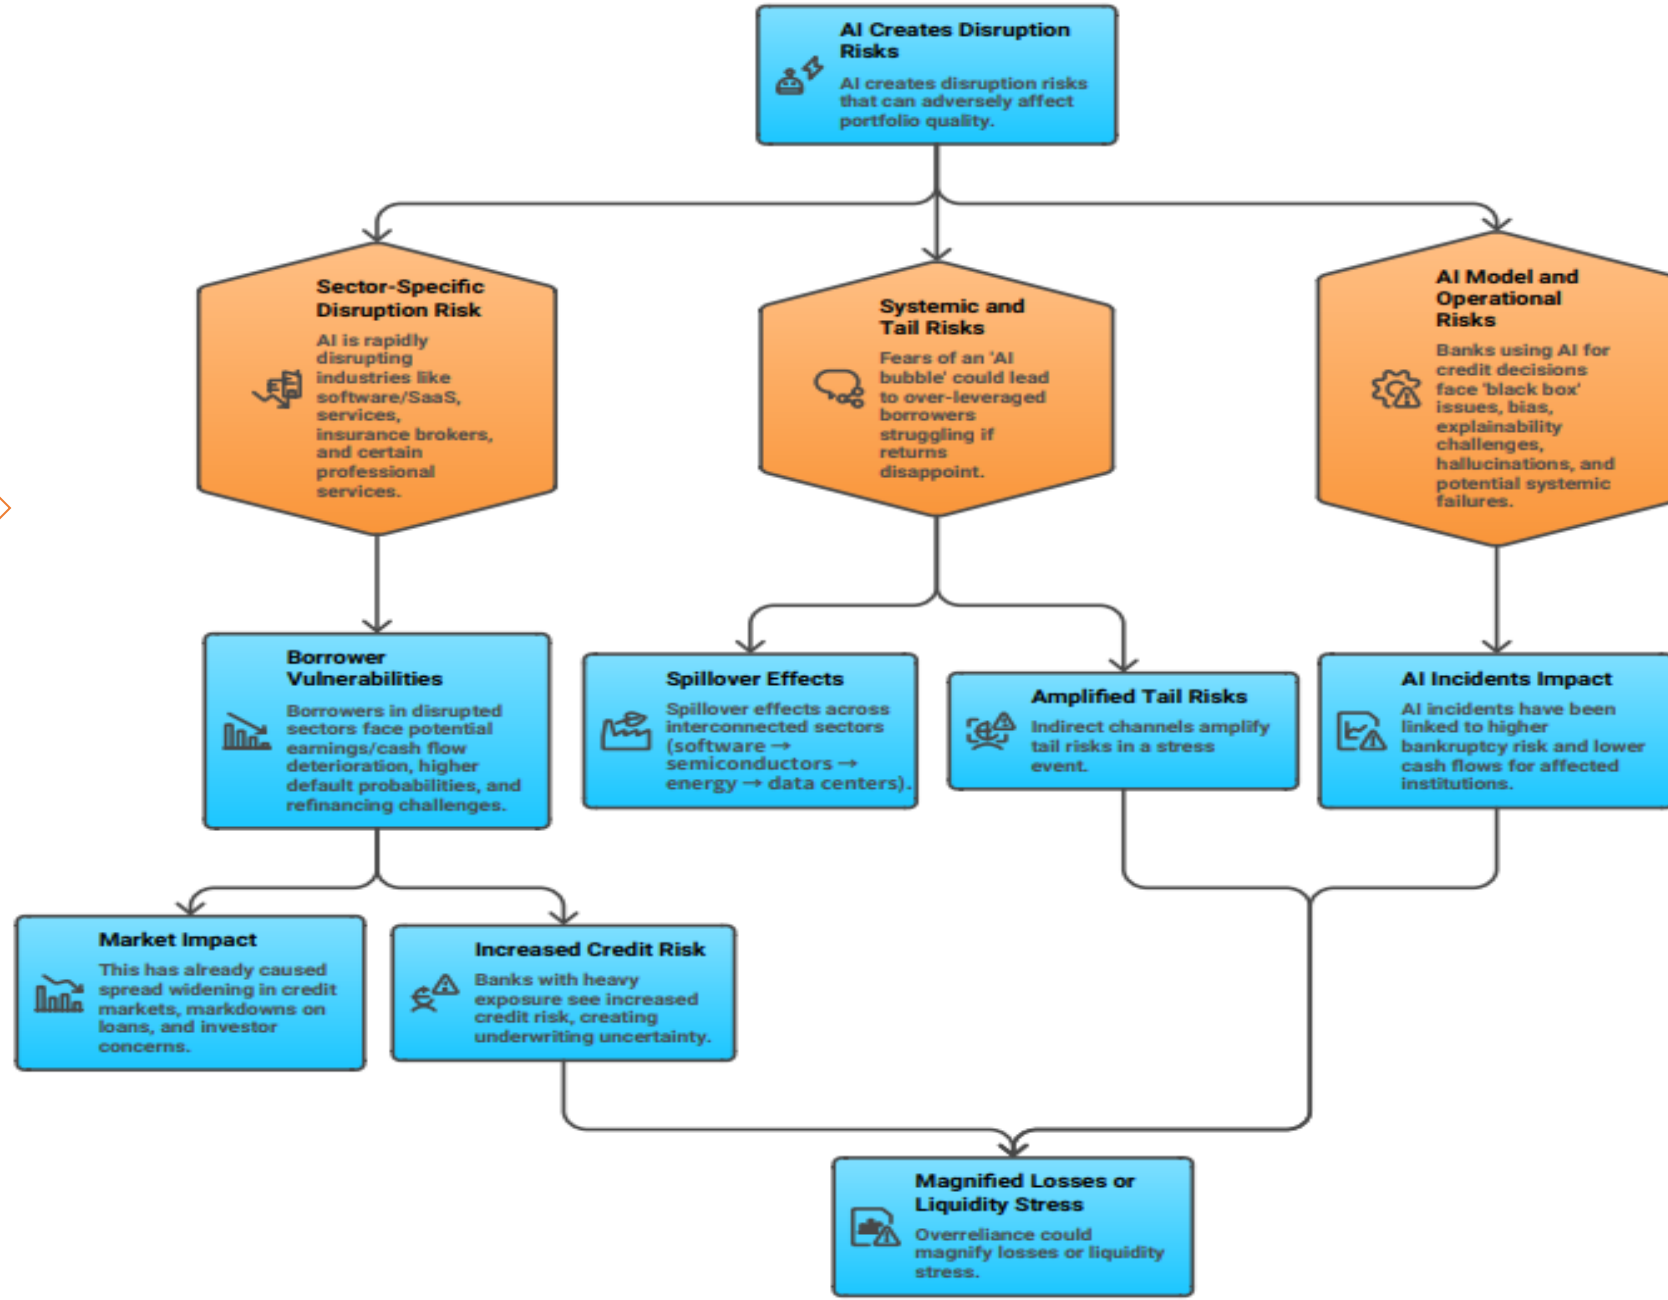 AI Creates Disruption
Risks
AI creates disruption risks
that can adversely affect
portfolio quality.
Sector-Specific
Disruption Risk
AI is rapidly
disrupting
industries like
software/SaaS,
services,
insurance brokers,
and certain
professional
services.
Systemic and
Tail Risks
Fears of an 'AI
bubble' could lead
to over-leveraged
borrowers
struggling if
returns
disappoint.
AI Model and
Operational
Risks
Banks using AI for
credit decisions
face 'black box'
issues, bias,
explainability
challenges,
hallucinations, and
potential systemic
failures.
Borrower
Vulnerabilities
Borrowers in disrupted
sectors face potential
earnings/cash flow
deterioration, higher
default probabilities, and
refinancing challenges.
Spillover Effects
Spillover effects across
interconnected sectors
(software →
semiconductors →
energy → data centers).
Amplified Tail Risks
Indirect channels amplify
tail risks in a stress
event.
AI Incidents Impact
AI incidents have been
linked to higher
bankruptcy risk and lower
cash flows for affected
institutions.
Market Impact
This has already caused
spread widening in credit
markets, markdowns on
loans, and investor
concerns.
Increased Credit Risk
Banks with heavy
exposure see increased
credit risk, creating
underwriting uncertainty.
Magnified Losses or
Liquidity Stress
Overreliance could
magnify losses or liquidity
stress.